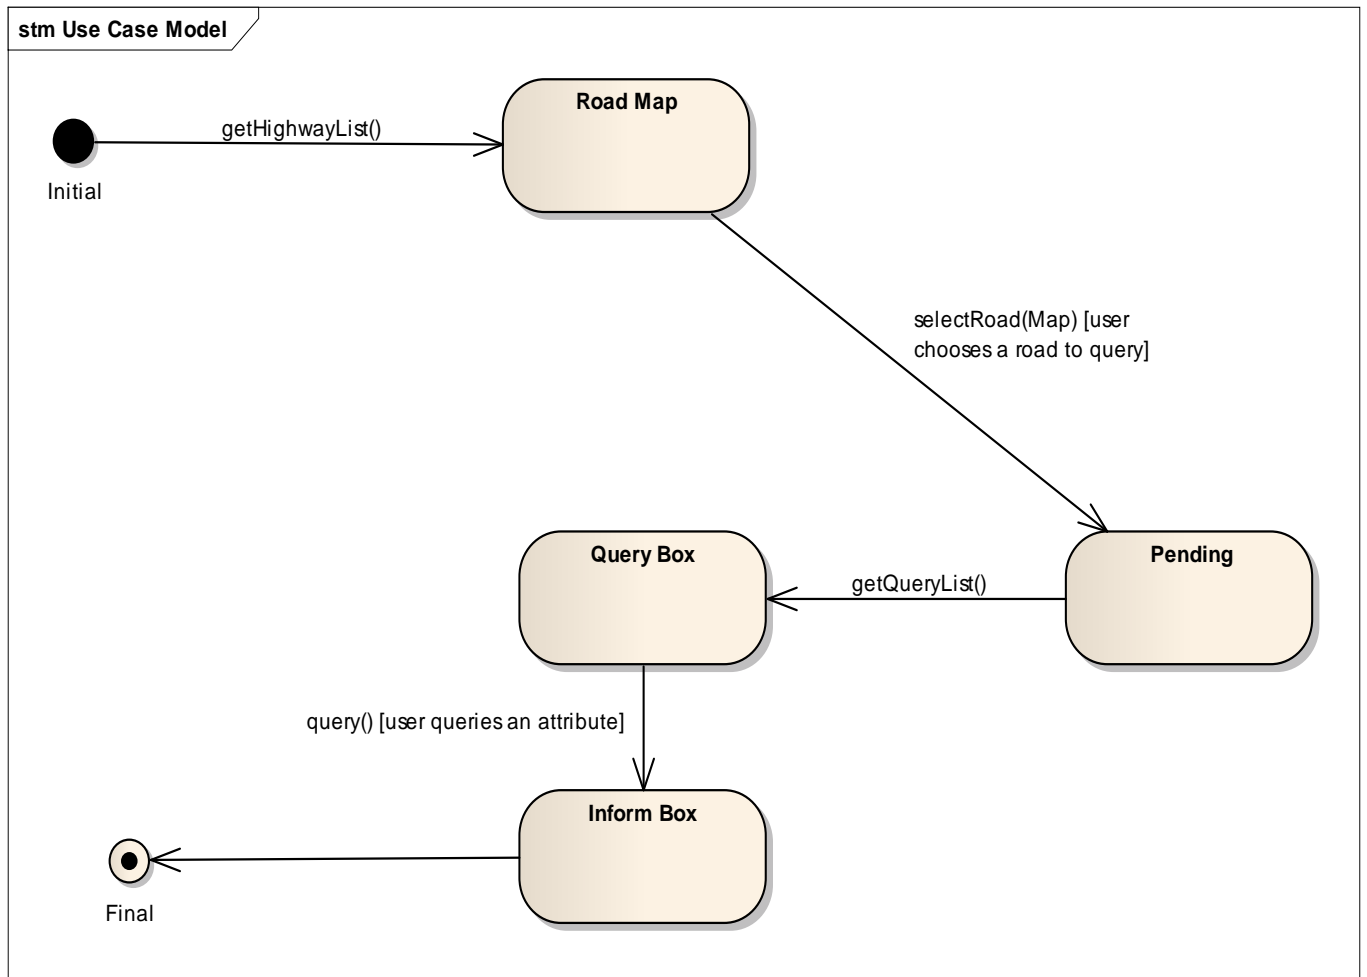 stm Use Case Model
Road Map
getHighwayList()
Initial
selectRoad(Map) [user
chooses a road to query]
Query Box
Pending
getQueryList()
query() [user queries an attribute]
Inform Box
Final